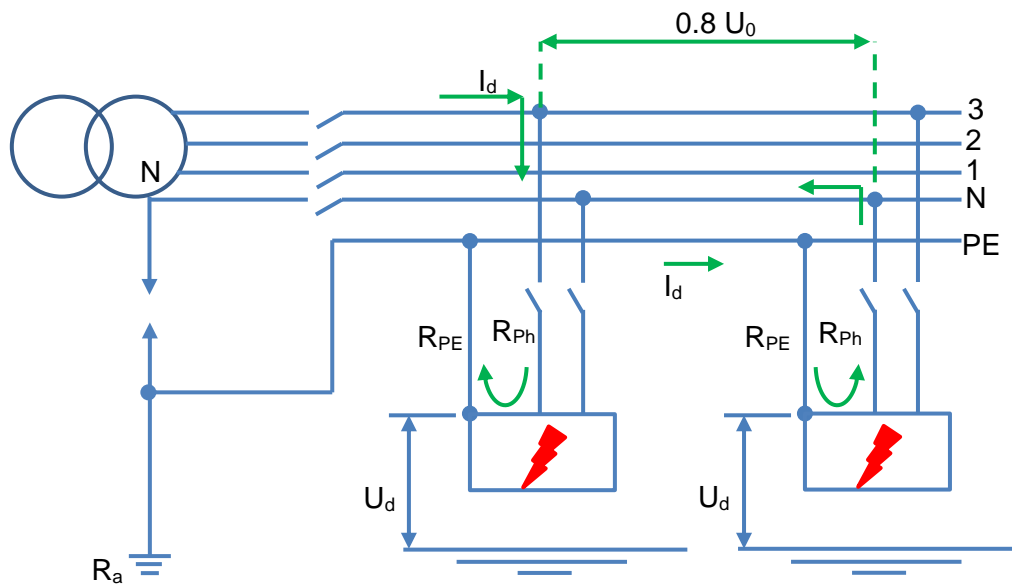 0.8 U₀
I_d
3
2
1
N
N
PE
I_d
R_PE
R_Ph
R_PE
R_Ph
U_d
U_d
R_a